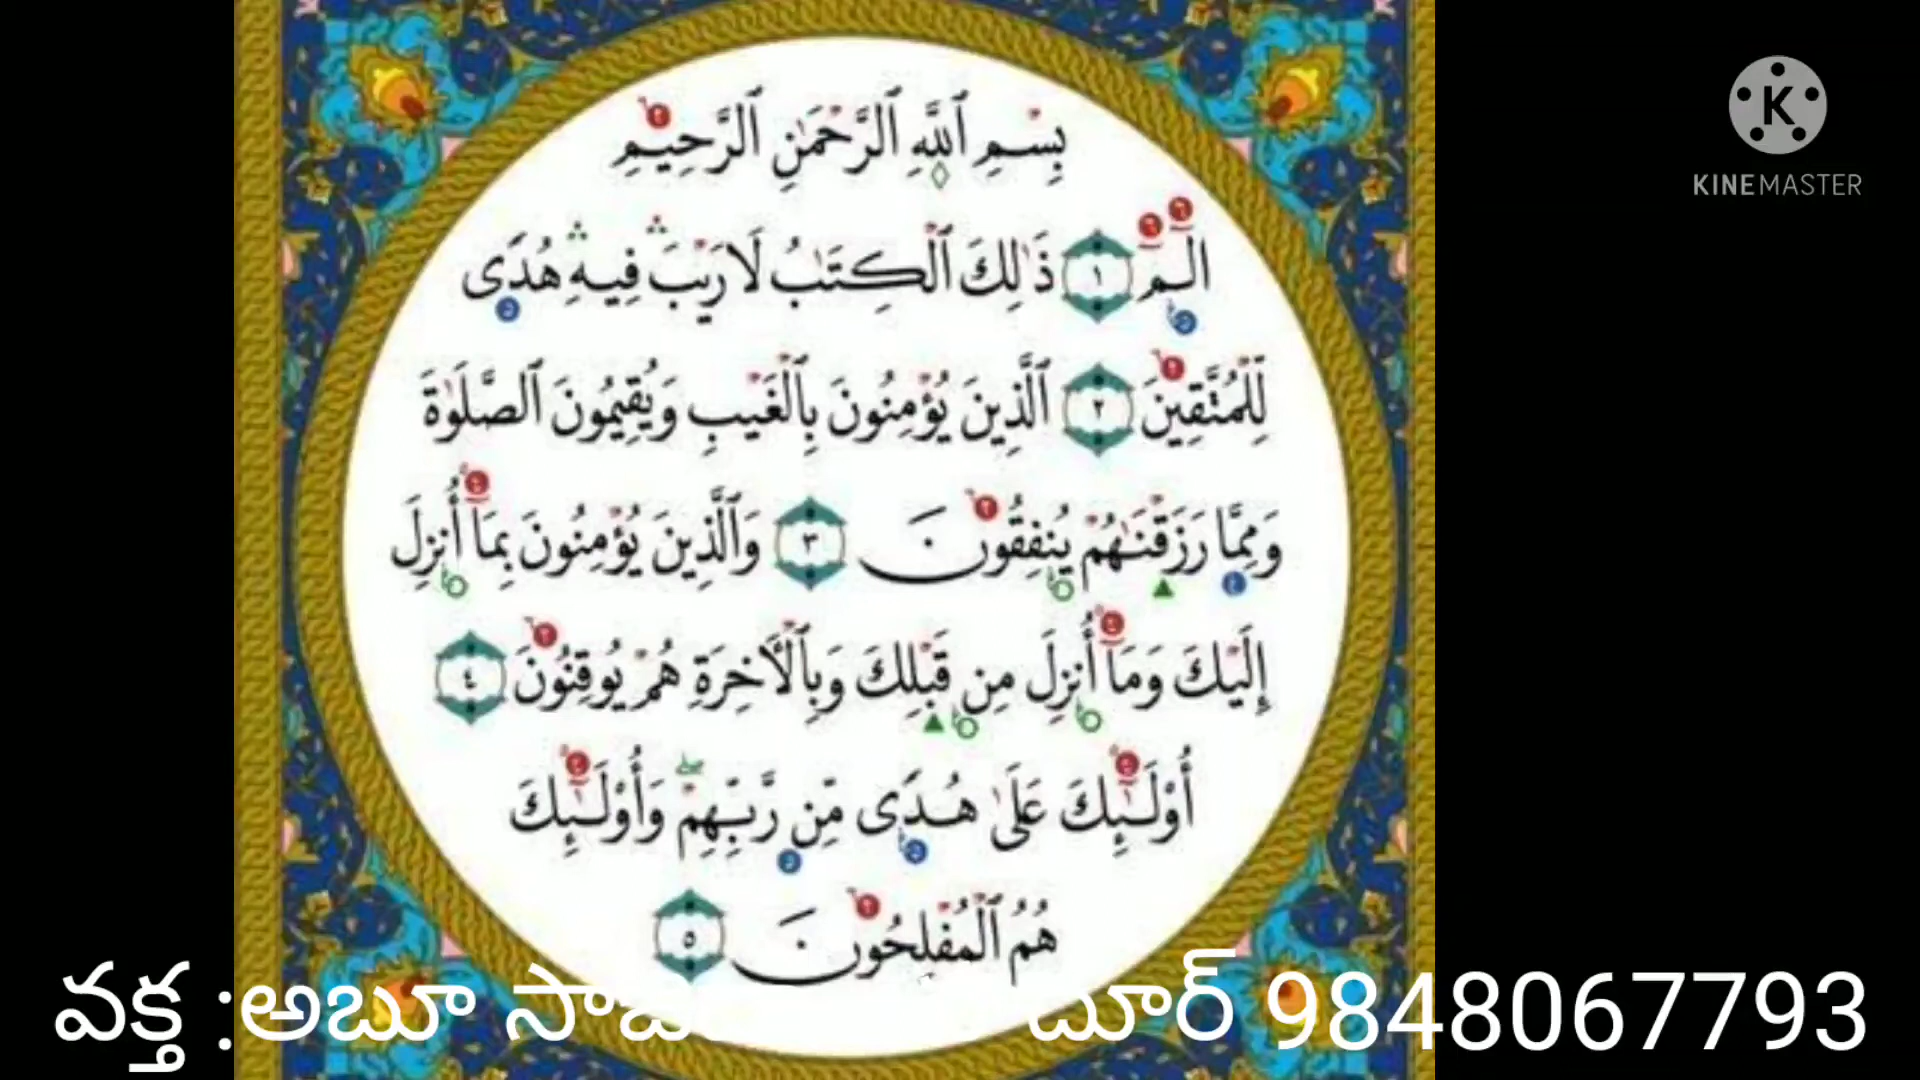 بِسْمِ ٱللَّهِ ٱلرَّحْمَـٰنِ ٱلرَّحِيمِ
الٓمٓ ١ ذَٰلِكَ ٱلْكِتَـٰبُ لَا رَيْبَ ۛ فِيهِ ۛ هُدًى
لِّلْمُتَّقِينَ ٢ ٱلَّذِينَ يُؤْمِنُونَ بِٱلْغَيْبِ وَيُقِيمُونَ ٱلصَّلَوٰةَ
وَمِمَّا رَزَقْنَـٰهُمْ يُنفِقُونَ ٣ وَٱلَّذِينَ يُؤْمِنُونَ بِمَآ أُنزِلَ
إِلَيْكَ وَمَآ أُنزِلَ مِن قَبْلِكَ وَبِٱلْـَٔاخِرَةِ هُمْ يُوقِنُونَ ٤
أُو۟لَـٰٓئِكَ عَلَىٰ هُدًى مِّن رَّبِّهِمْ ۖ وَأُو۟لَـٰٓئِكَ
هُمُ ٱلْمُفْلِحُونَ ٥
KINEMASTER
వక్త :అబూ 9848067793